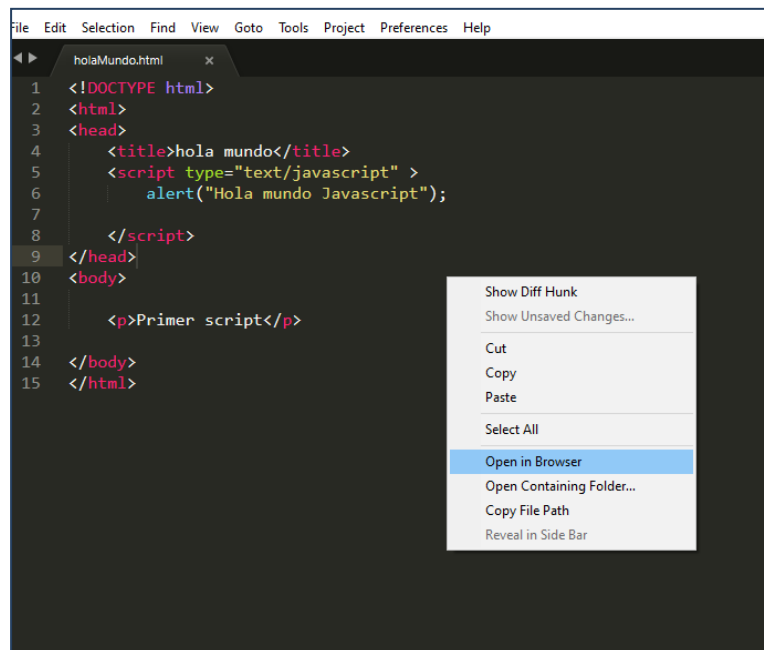 File Edit Selection Find View Goto Tools Project Preferences Help
holaMundo.html ×
1 <!DOCTYPE html>
2 <html>
3 <head>
4 <title>hola mundo</title>
5 <script type="text/javascript" >
6 alert("Hola mundo Javascript");
7
8 </script>
9 </head>
10 <body>
11
12 <p>Primer script</p>
13
14 </body>
15 </html>
Show Diff Hunk
Show Unsaved Changes...
Cut
Copy
Paste
Select All
Open in Browser
Open Containing Folder...
Copy File Path
Reveal in Side Bar